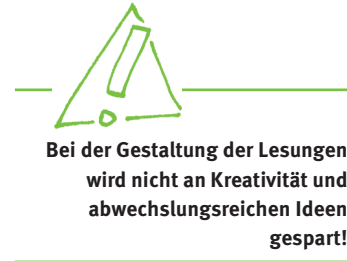 Bei der Gestaltung der Lesungen
wird nicht an Kreativität und
abwechslungsreichen Ideen
gespart!